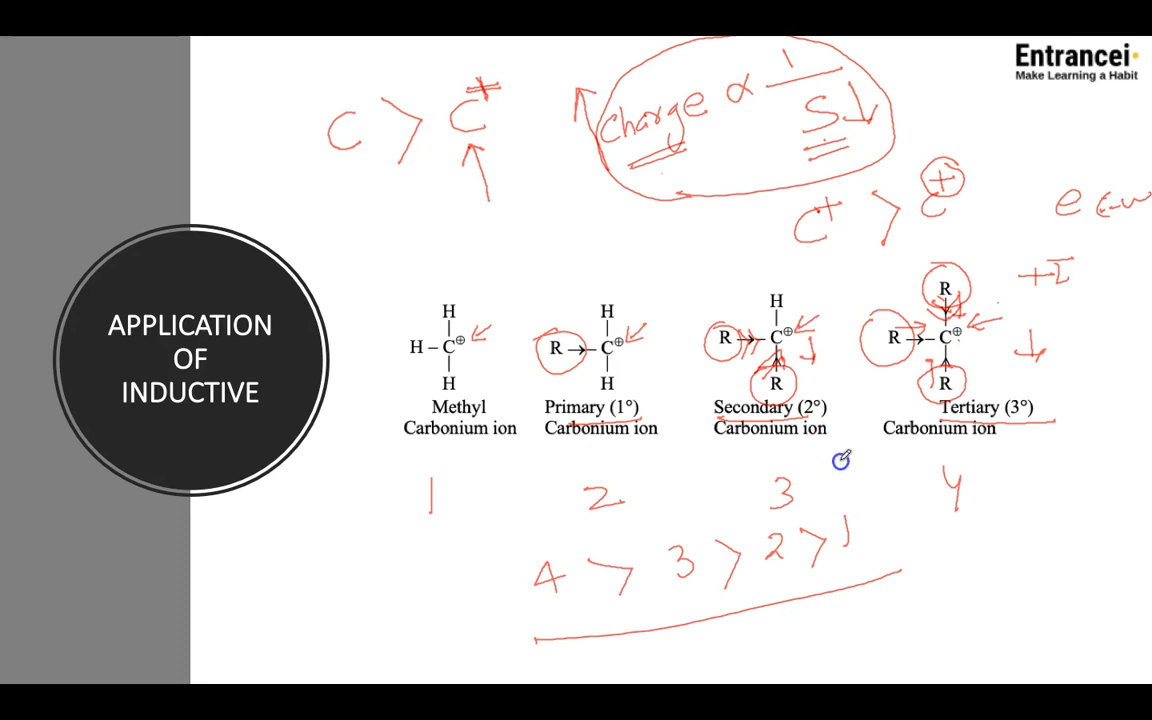 Entrancei
Make Learning a Habit
C > C+
Charge ∝ 1/S↓
C+ > C⊕
+I
APPLICATION
OF
INDUCTIVE
H
H – C⊕
H
Methyl
Carbonium ion
H
R →– C⊕
H
Primary (1°)
Carbonium ion
H
R →– C⊕
R
Secondary (2°)
Carbonium ion
R
R →– C⊕
R
Tertiary (3°)
Carbonium ion
1 2 3 4
4 > 3 > 2 > 1